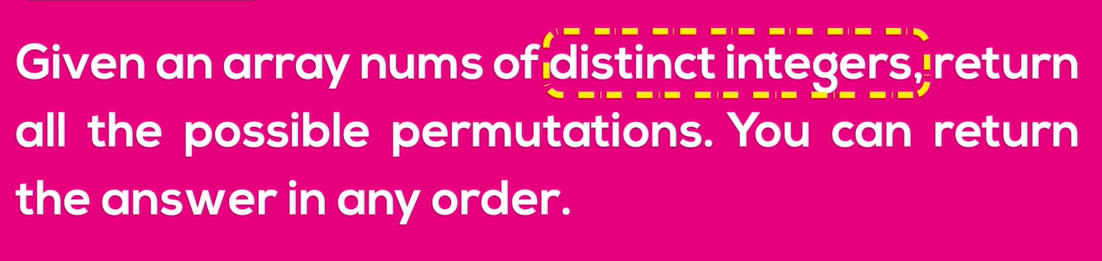 Given an array nums of distinct integers, return
all the possible permutations. You can return
the answer in any order.